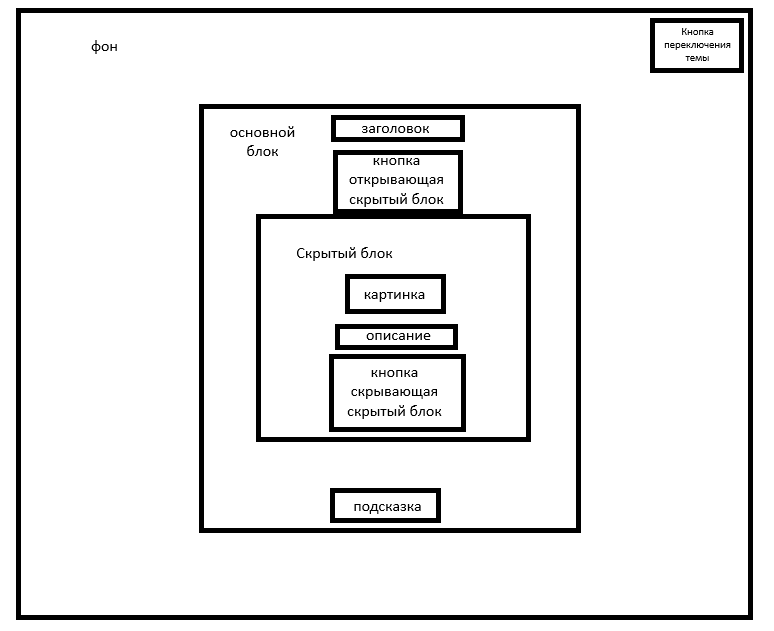 фон
Кнопка
переключения
темы
основной
блок
заголовок
кнопка
открывающая
скрытый блок
Скрытый блок
картинка
описание
кнопка
скрывающая
скрытый блок
подсказка